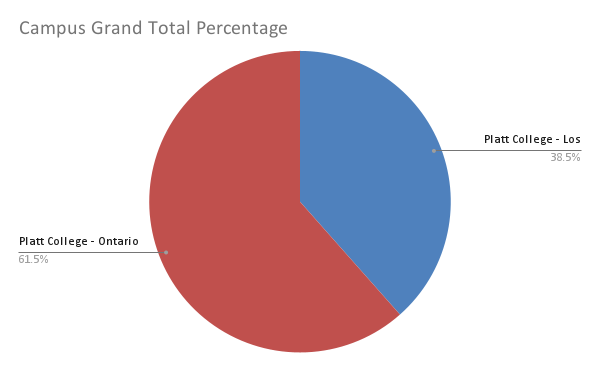 Campus Grand Total Percentage
Platt College - Los
38.5%
Platt College - Ontario
61.5%